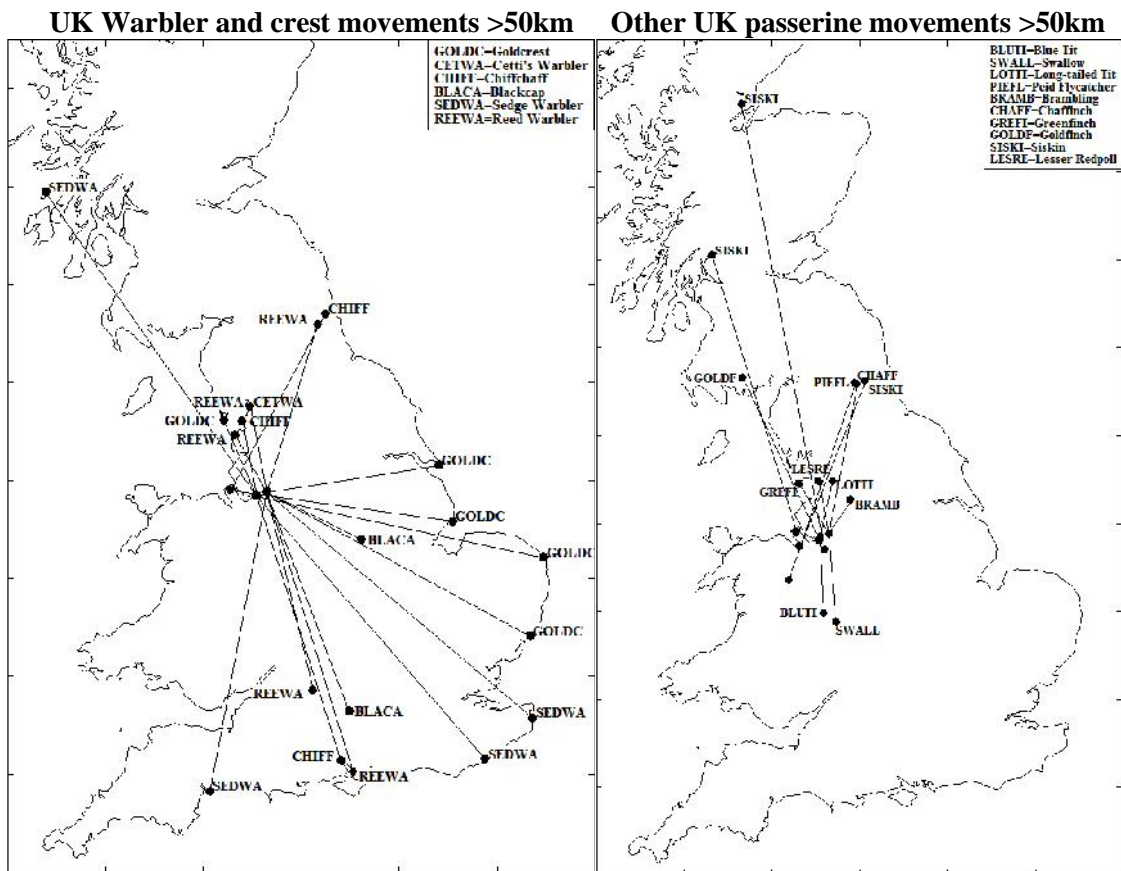 UK Warbler and crest movements >50km
GOLDC=Goldcrest
CETWA=Cetti's Warbler
CHIFF=Chiffchaff
BLACA=Blackcap
SEDWA=Sedge Warbler
REEWA=Reed Warbler
SEDWA
CHIFF
REEWA
REEWA
CETWA
GOLDC
CHIFF
REEWA
GOLDC
GOLDC
BLACA
GOLDC
GOLDC
REEWA
BLACA
SEDWA
CHIFF
SEDWA
REEWA
SEDWA
Other UK passerine movements >50km
BLUTI=Blue Tit
SWALL=Swallow
LOTTI=Long-tailed Tit
PIEFL=Peid Flycatcher
BRAMB=Brambling
CHAFF=Chaffinch
GREFI=Greenfinch
GOLDF=Goldfinch
SISKI=Siskin
LESRE=Lesser Redpoll
SISKI
SISKI
GOLDF
PIEFL
CHAFF
SISKI
LESRE
LOTTI
GREFI
BRAMB
BLUTI
SWALL